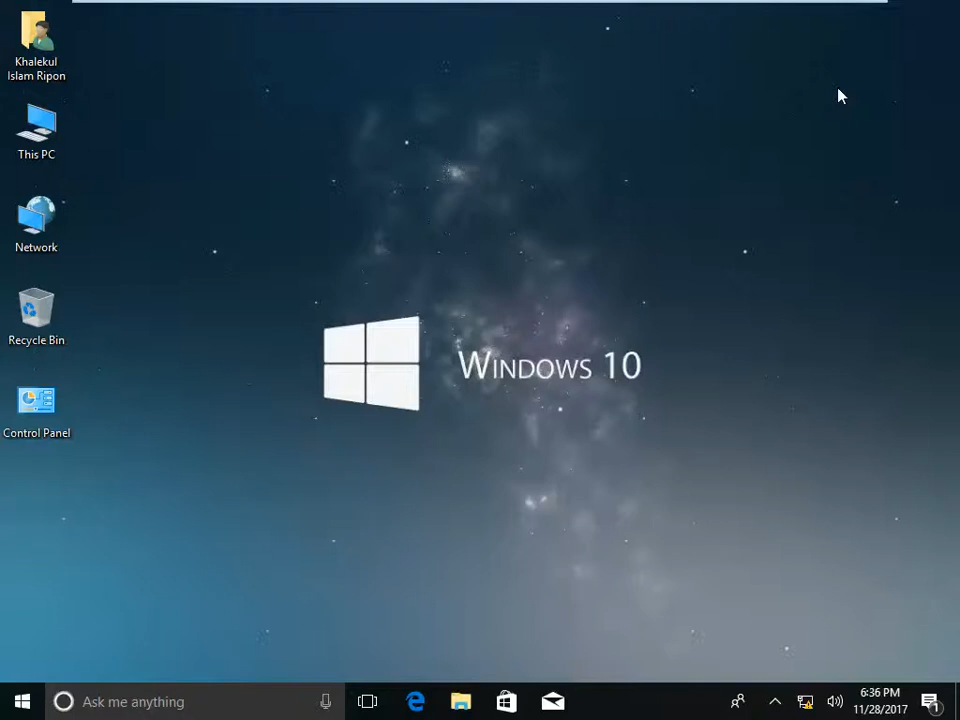 Khalekul
Islam Ripon
This PC
Network
Recycle Bin
Control Panel
WINDOWS 10
Ask me anything
6:36 PM
11/28/2017
1